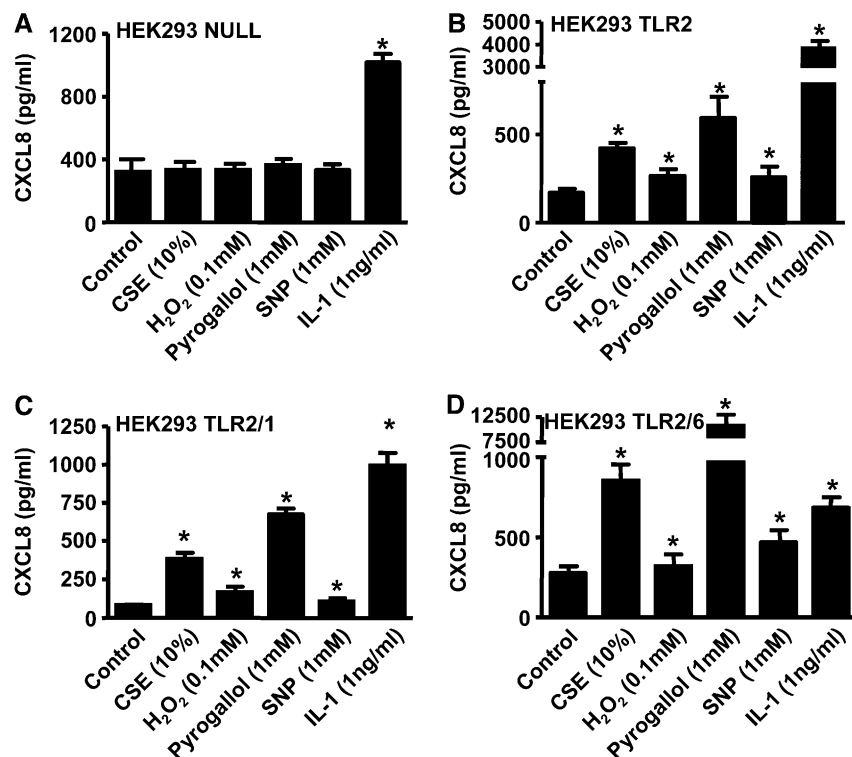 A
HEK293 NULL
CXCL8 (pg/ml)
1200
800
400
0
*
Control
CSE (10%)
H₂O₂ (0.1mM)
Pyrogallol (1mM)
SNP (1mM)
IL-1 (1ng/ml)
B
HEK293 TLR2
CXCL8 (pg/ml)
5000
4000
3000
500
0
*
*
*
*
*
Control
CSE (10%)
H₂O₂ (0.1mM)
Pyrogallol (1mM)
SNP (1mM)
IL-1 (1ng/ml)
C
HEK293 TLR2/1
CXCL8 (pg/ml)
1250
1000
750
500
250
0
*
*
*
*
*
Control
CSE (10%)
H₂O₂ (0.1mM)
Pyrogallol (1mM)
SNP (1mM)
IL-1 (1ng/ml)
D
HEK293 TLR2/6
CXCL8 (pg/ml)
12500
7500
1000
500
0
*
*
*
*
*
Control
CSE (10%)
H₂O₂ (0.1mM)
Pyrogallol (1mM)
SNP (1mM)
IL-1 (1ng/ml)